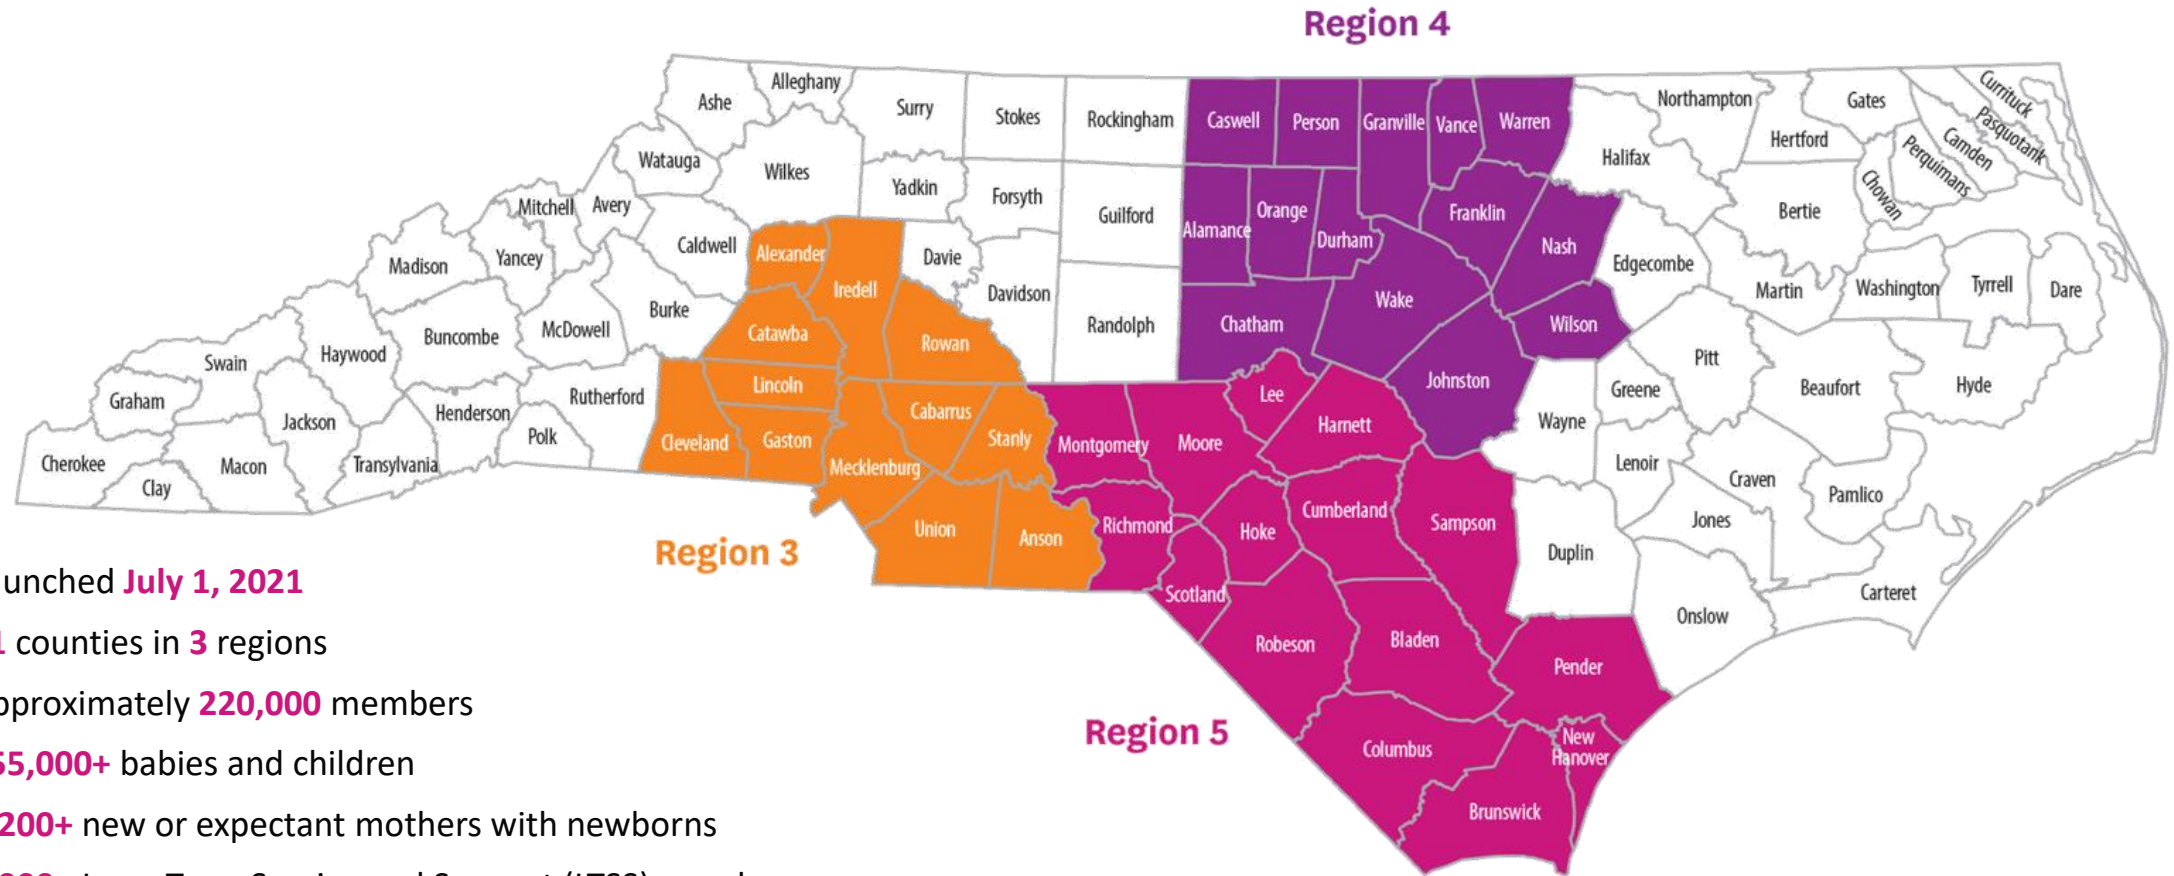 Region 4
Ashe
Alleghany
Surry
Stokes
Rockingham
Caswell
Person
Granville
Vance
Warren
Northampton
Gates
Currituck
Pasquotank
Camden
Perquimans
Chowan
Hertford
Halifax
Watauga
Wilkes
Yadkin
Forsyth
Guilford
Alamance
Orange
Durham
Franklin
Nash
Edgecombe
Bertie
Mitchell
Avery
Caldwell
Alexander
Iredell
Davie
Davidson
Randolph
Chatham
Wake
Wilson
Martin
Washington
Tyrrell
Dare
Madison
Yancey
Burke
McDowell
Buncombe
Haywood
Swain
Graham
Catawba
Rowan
Johnston
Pitt
Greene
Beaufort
Hyde
Cherokee
Clay
Macon
Jackson
Transylvania
Henderson
Polk
Rutherford
Cleveland
Lincoln
Gaston
Mecklenburg
Cabarrus
Stanly
Montgomery
Moore
Lee
Harnett
Wayne
Lenoir
Craven
Pamlico
Jones
Union
Anson
Richmond
Scotland
Hoke
Cumberland
Sampson
Duplin
Onslow
Carteret
Region 3
Robeson
Bladen
Pender
Region 5
Columbus
New
Hanover
Brunswick
July 1, 2021
counties in 3 regions
220,000 members
babies and children
new or expectant mothers with newborns